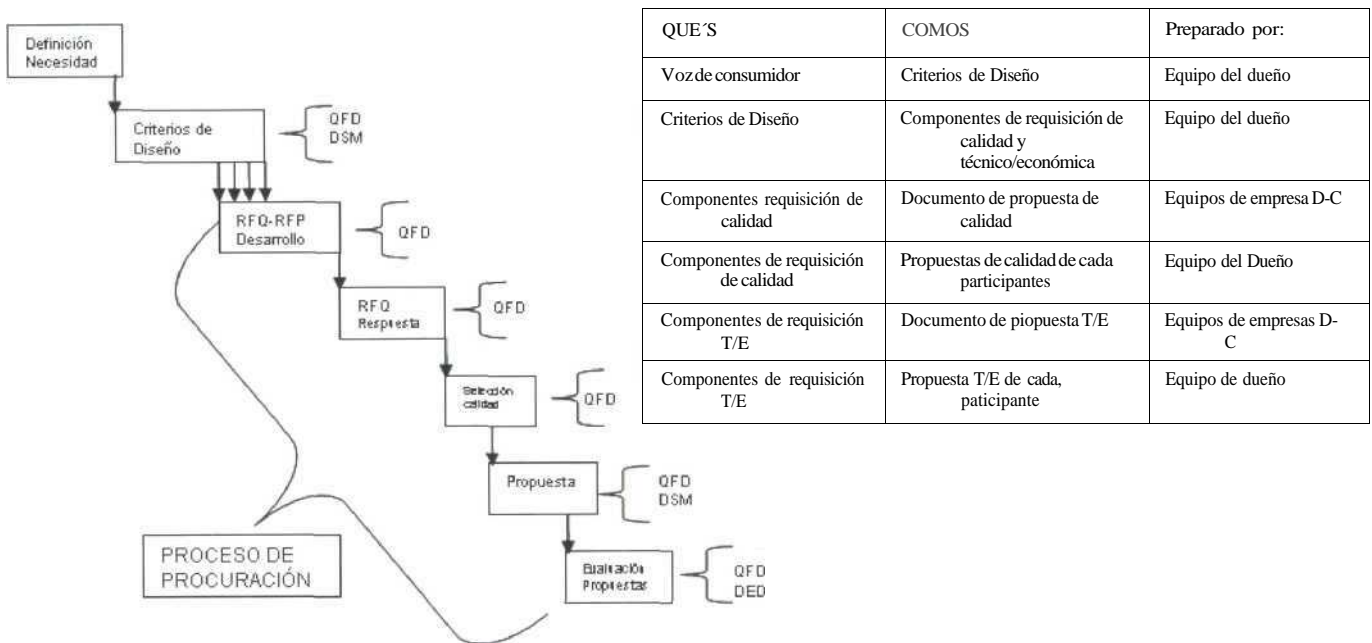 Definición
Necesidad
Criterios de
Diseño
QFD
DSM
RFQ-RFP
Desarrollo
QFD
RFQ
Respuesta
QFD
Selección
calidad
QFD
Propuesta
QFD
DSM
Evaluación
Propuestas
QFD
DED
PROCESO DE
PROCURACIÓN
QUE´S COMOS Preparado por:
Voz de consumidor Criterios de Diseño Equipo del dueño
Criterios de Diseño Componentes de requisición de Equipo del dueño
calidad y
técnico/económica
Componentes requisición de Documento de propuesta de Equipos de empresa D-C
calidad calidad
Componentes de requisición Propuestas de calidad de cada Equipo del Dueño
de calidad participantes
Componentes de requisición Documento de piopuesta T/E Equipos de empresas D-
T/E C
Componentes de requisición Propuesta T/E de cada, Equipo de dueño
T/E paticipante